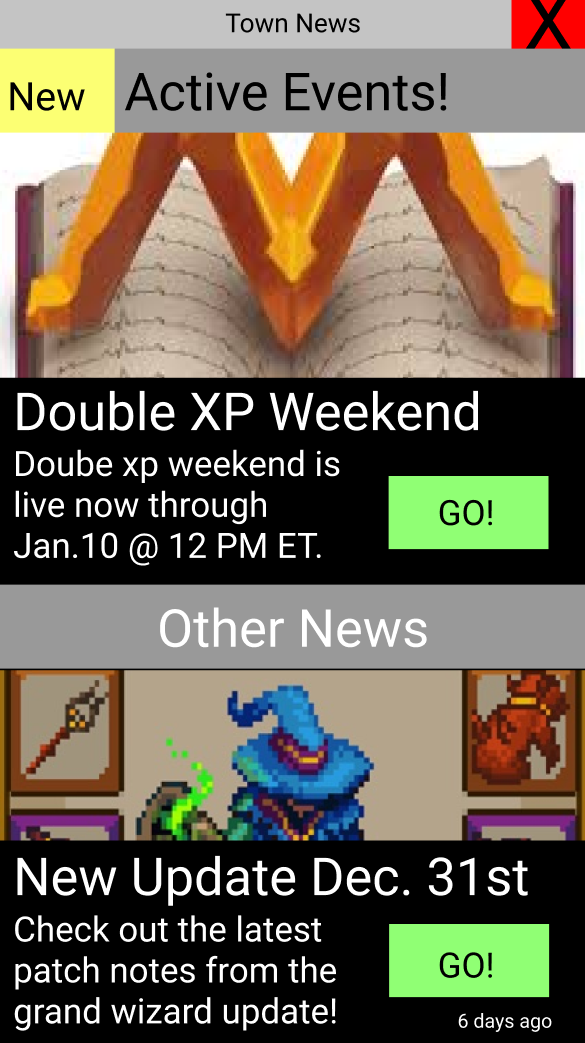 Town News
X
New
Active Events!
Double XP Weekend
Doube xp weekend is
live now through
Jan.10 @ 12 PM ET.
GO!
Other News
New Update Dec. 31st
Check out the latest
patch notes from the
grand wizard update!
GO!
6 days ago